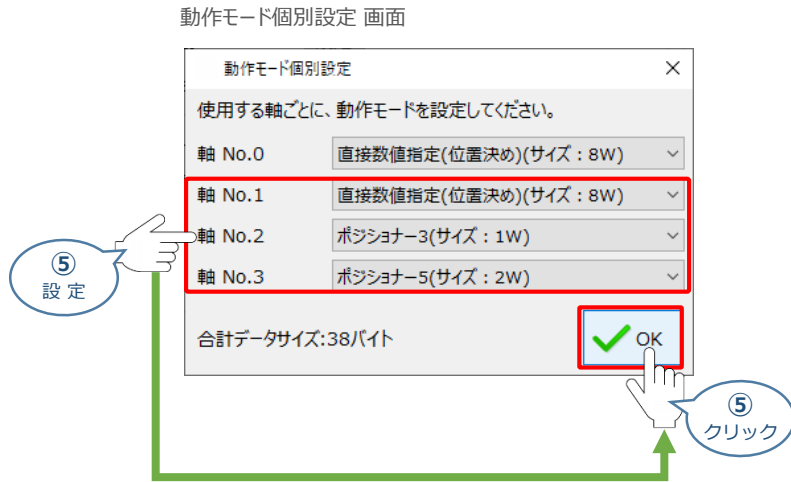 動作モード個別設定 画面
動作モード個別設定
使用する軸ごとに、動作モードを設定してください。
軸 No.0 直接数値指定(位置決め)(サイズ：8W)
軸 No.1 直接数値指定(位置決め)(サイズ：8W)
軸 No.2 ポジショナー3(サイズ：1W)
軸 No.3 ポジショナー5(サイズ：2W)
⑤
設 定
合計データサイズ:38バイト
OK
⑤
クリック